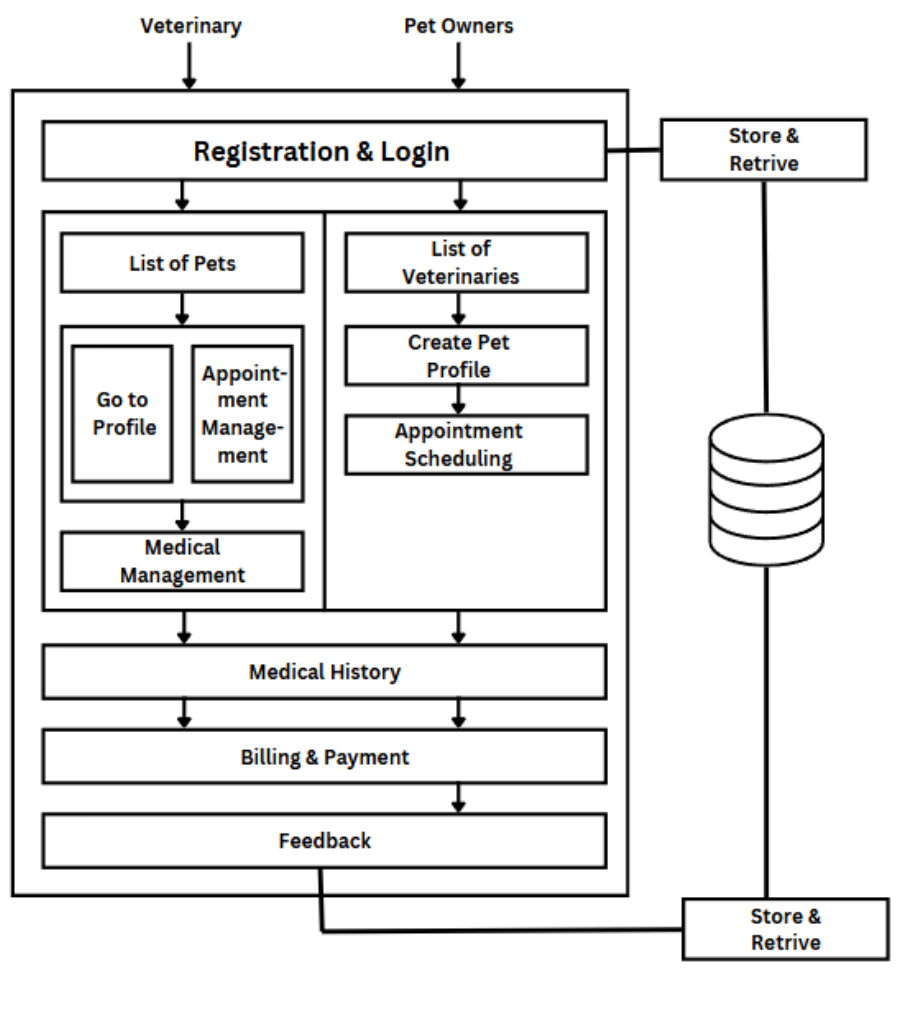 Veterinary
Pet Owners
Registration & Login
Store &
Retrive
List of Pets
List of
Veterinaries
Go to
Profile
Appoint-
ment
Manage-
ment
Create Pet
Profile
Appointment
Scheduling
Medical
Management
Medical History
Billing & Payment
Feedback
Store &
Retrive